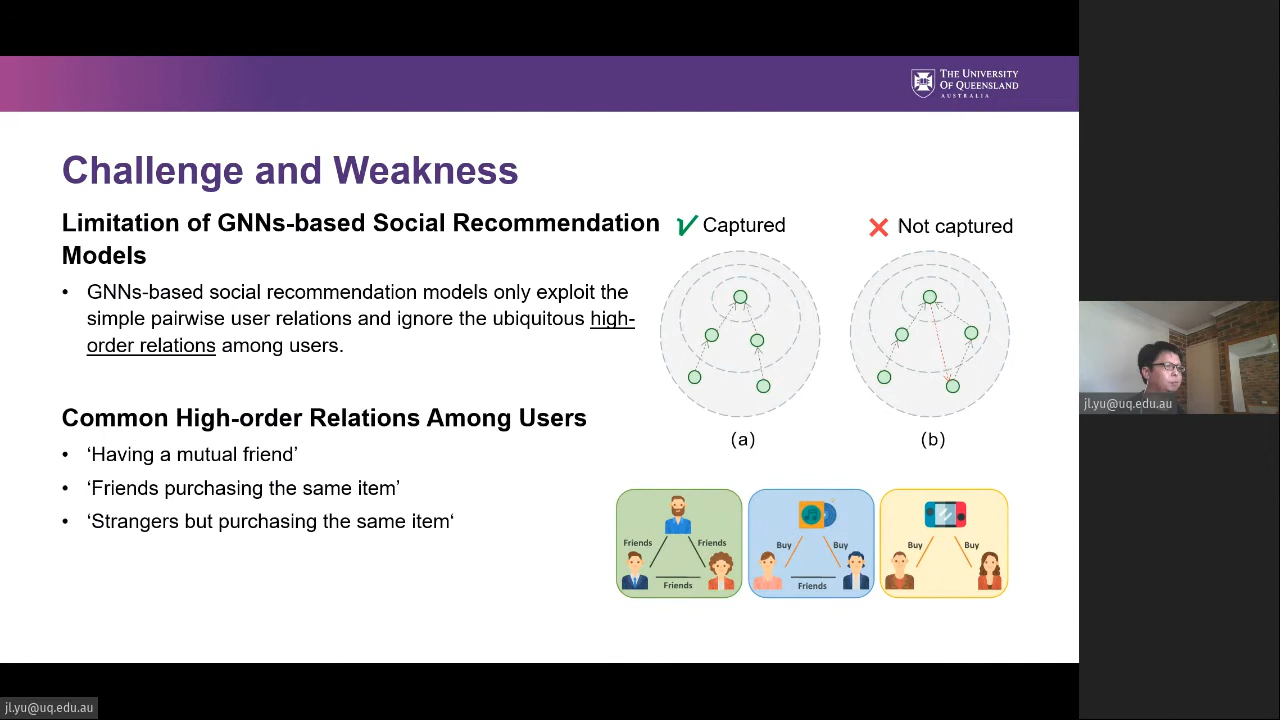 THE UNIVERSITY
OF QUEENSLAND
AUSTRALIA
Challenge and Weakness
Limitation of GNNs-based Social Recommendation
Models
• GNNs-based social recommendation models only exploit the
simple pairwise user relations and ignore the ubiquitous high-
order relations among users.
Common High-order Relations Among Users
• ‘Having a mutual friend’
• ‘Friends purchasing the same item’
• ‘Strangers but purchasing the same item‘
Captured
Not captured
(a)
(b)
Friends
Friends
Friends
Buy
Buy
Friends
Buy
Buy
jl.yu@uq.edu.au
jl.yu@uq.edu.au